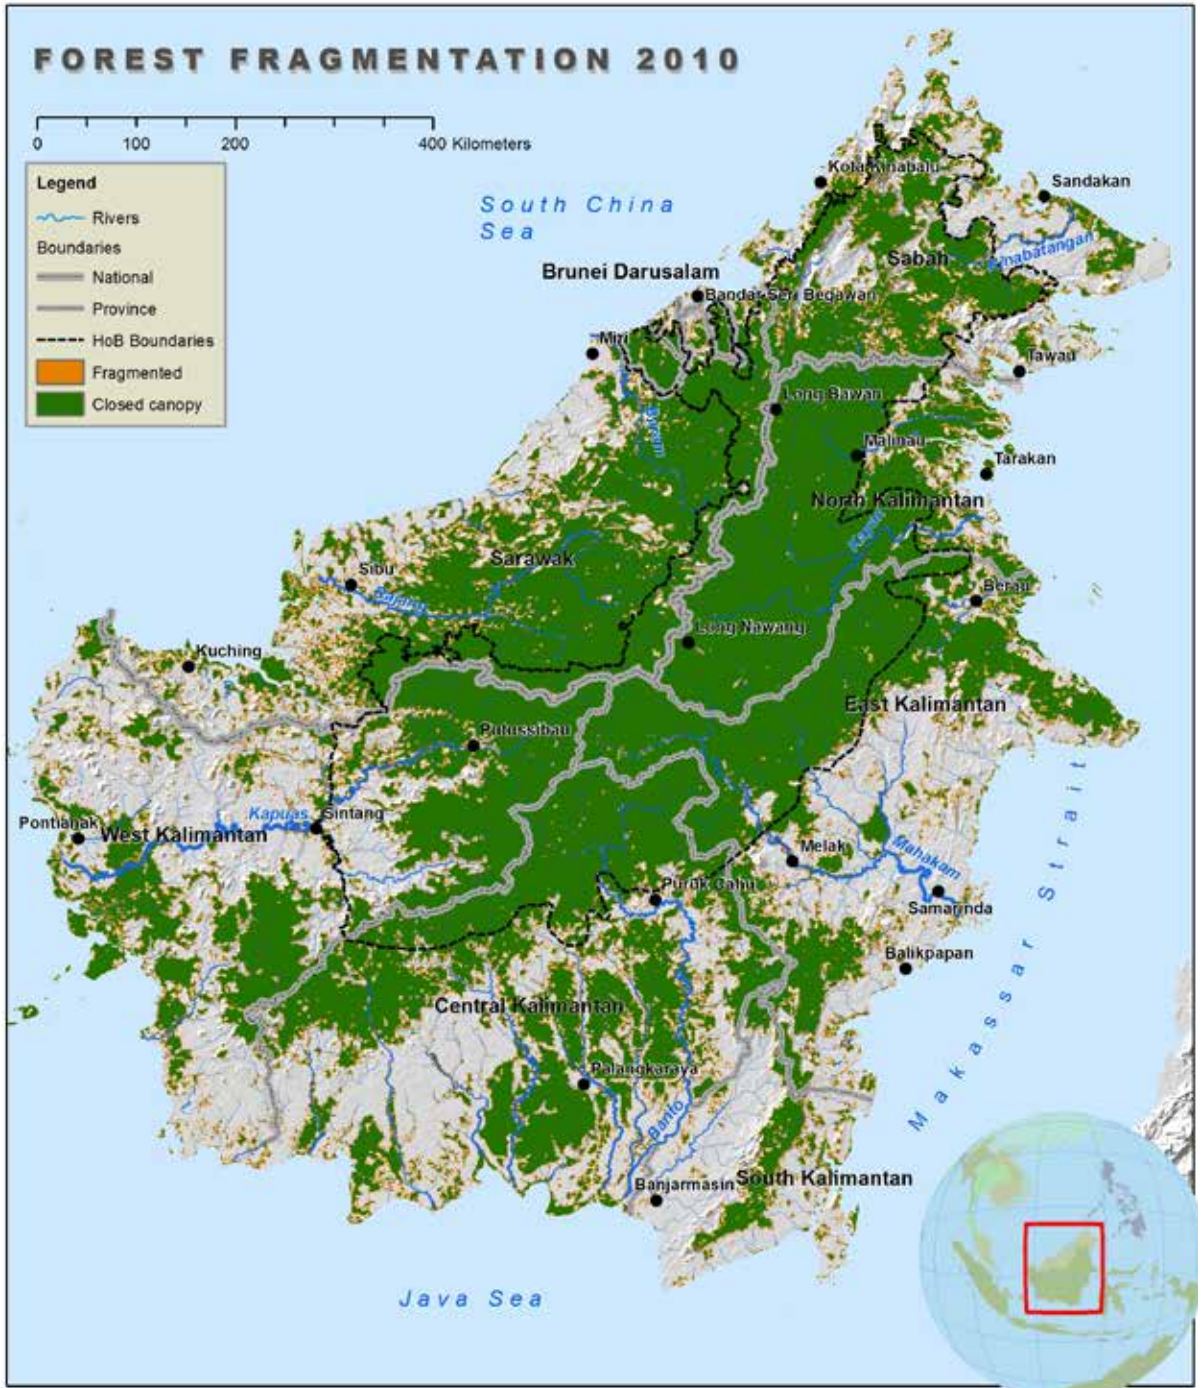 FOREST FRAGMENTATION 2010
0 100 200 400 Kilometers
Legend
Rivers
Boundaries
National
Province
HoB Boundaries
Fragmented
Closed canopy
South China
Sea
Kota Kinabalu
Sandakan
Kinabatangan
Sabah
Brunei Darusalam
Bandar Seri Begawan
Miri
Tawau
Long Bawan
Baram
Malinau
Tarakan
North Kalimantan
Kayan
Sarawak
Sibu
Berau
Long Nawang
Kuching
East Kalimantan
Putussibau
Kapuas
Sintang
Pontianak
West Kalimantan
Melak
Mahakam
Puruk Cahu
Samarinda
Makassar Strait
Balikpapan
Central Kalimantan
Palangkaraya
Barito
Banjarmasin
South Kalimantan
Java Sea